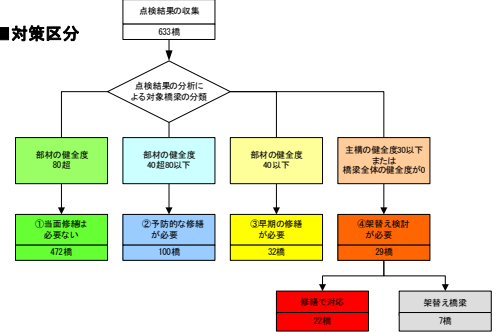 点検結果の収集
633橋
■対策区分
点検結果の分析に
よる対象橋梁の分類
部材の健全度
80超
部材の健全度
40超80以下
部材の健全度
40以下
主構の健全度30以下
または
橋梁全体の健全度が0
①当面修繕は
必要ない
472橋
②予防的な修繕
が必要
100橋
③早期の修繕
が必要
32橋
④架替え検討
が必要
29橋
修繕で対応
22橋
架替え橋梁
7橋